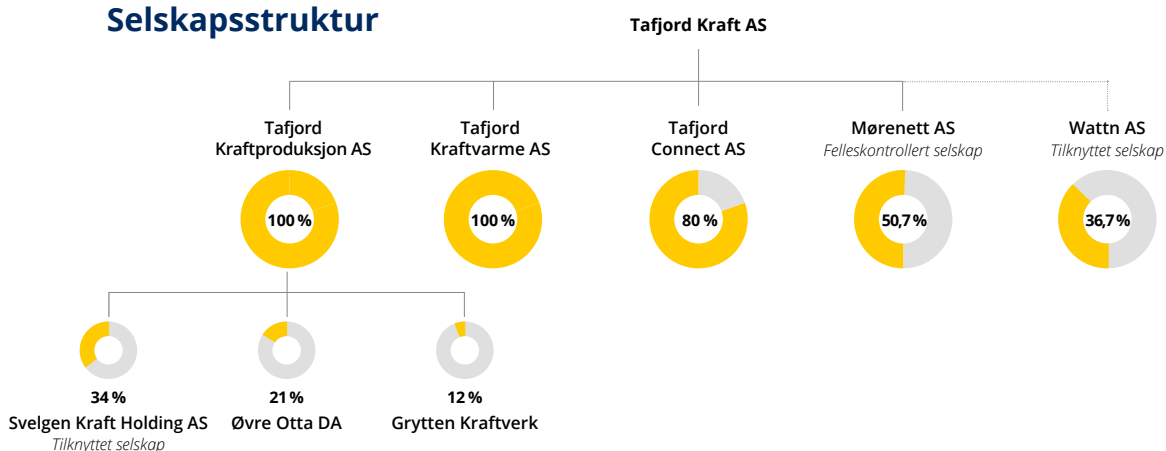 Selskapsstruktur
Tafjord Kraft AS
Tafjord
Kraftproduksjon AS
100 %
Tafjord
Kraftvarme AS
100 %
Tafjord
Connect AS
80 %
Mørenett AS
Felleskontrollert selskap
50,7 %
Wattn AS
Tilknyttet selskap
36,7 %
34 %
Svelgen Kraft Holding AS
Tilknyttet selskap
21 %
Øvre Otta DA
12 %
Grytten Kraftverk